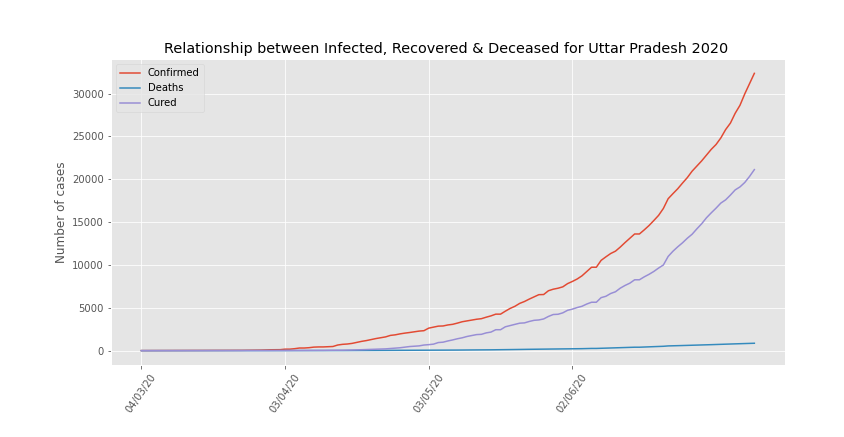 Relationship between Infected, Recovered & Deceased for Uttar Pradesh 2020
Confirmed
Deaths
Cured
Number of cases
30000
25000
20000
15000
10000
5000
0
04/03/20
03/04/20
03/05/20
02/06/20